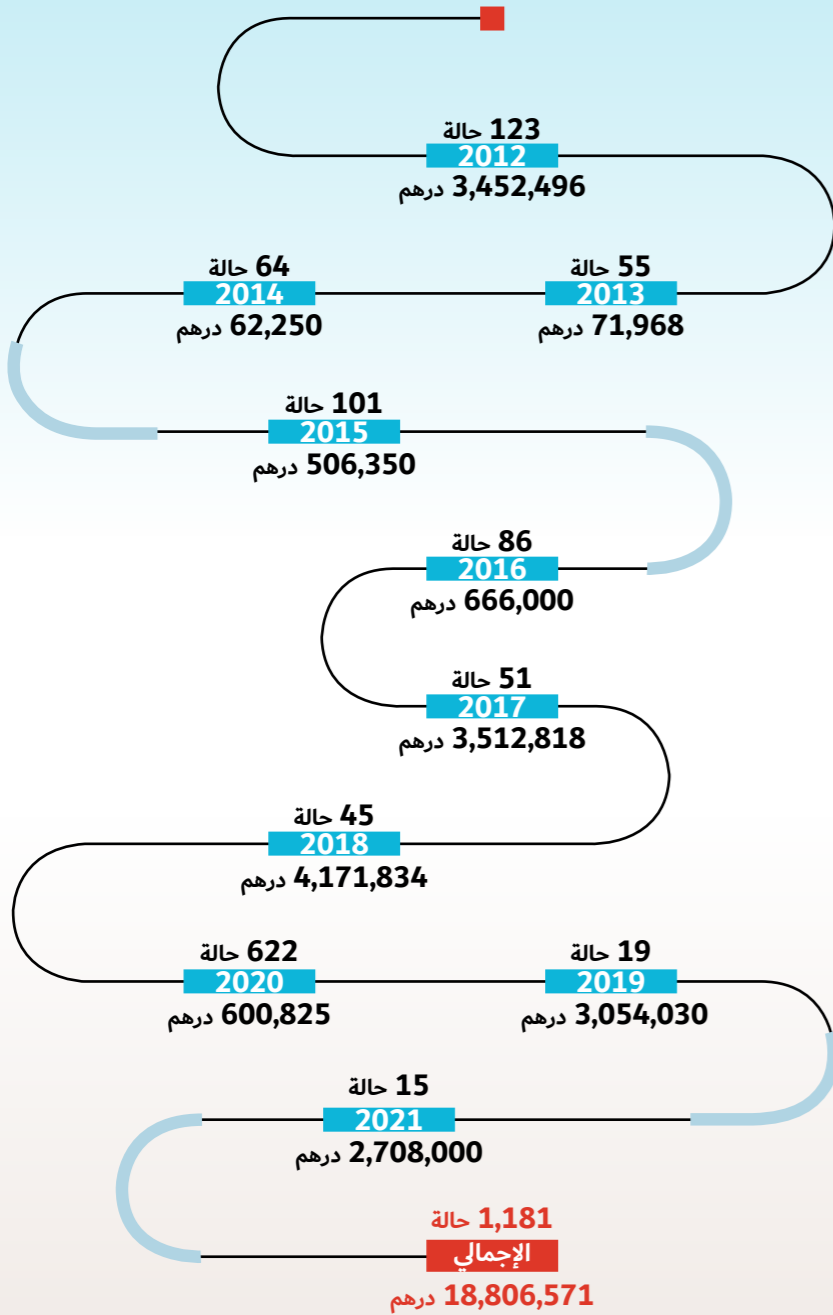 123 حالة
2012
3,452,496 درهم
55 حالة
2013
71,968 درهم
64 حالة
2014
62,250 درهم
101 حالة
2015
506,350 درهم
86 حالة
2016
666,000 درهم
51 حالة
2017
3,512,818 درهم
45 حالة
2018
4,171,834 درهم
19 حالة
2019
3,054,030 درهم
622 حالة
2020
600,825 درهم
15 حالة
2021
2,708,000 درهم
1,181 حالة
الإجمالي
18,806,571 درهم